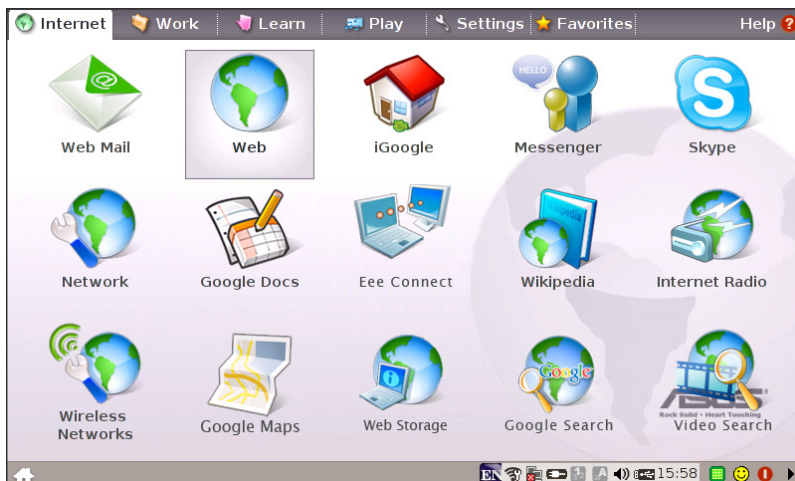 Internet
Work
Learn
Play
Settings
Favorites
Help ?
@
HELLO
S
Web Mail
Web
iGoogle
Messenger
Skype
Wikipedia
Network
Google Docs
Eee Connect
Wikipedia
Internet Radio
Google
ASUS
Rock Solid • Heart Touching
Wireless
Networks
Google Maps
Web Storage
Google Search
Video Search
EN
1
A
15:58